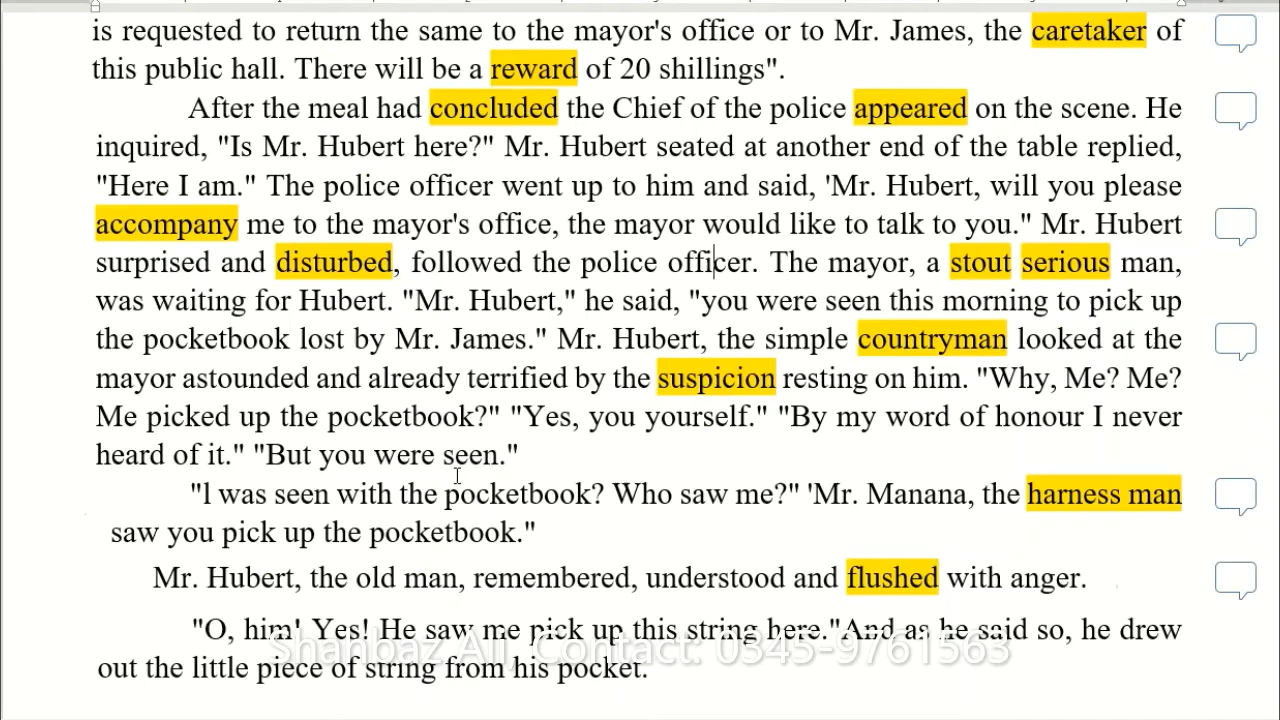 is requested to return the same to the mayor's office or to Mr. James, the caretaker of
this public hall. There will be a reward of 20 shillings".
After the meal had concluded the Chief of the police appeared on the scene. He
inquired, "Is Mr. Hubert here?" Mr. Hubert seated at another end of the table replied,
"Here I am." The police officer went up to him and said, 'Mr. Hubert, will you please
accompany me to the mayor's office, the mayor would like to talk to you." Mr. Hubert
surprised and disturbed, followed the police officer. The mayor, a stout serious man,
was waiting for Hubert. "Mr. Hubert," he said, "you were seen this morning to pick up
the pocketbook lost by Mr. James." Mr. Hubert, the simple countryman looked at the
mayor astounded and already terrified by the suspicion resting on him. "Why, Me? Me?
Me picked up the pocketbook?" "Yes, you yourself." "By my word of honour I never
heard of it." "But you were seen."
"l was seen with the pocketbook? Who saw me?" 'Mr. Manana, the harness man
saw you pick up the pocketbook."
Mr. Hubert, the old man, remembered, understood and flushed with anger.
"O, him! Yes! He saw me pick up this string here."And as he said so, he drew
out the little piece of string from his pocket.
Shahbaz Ali, Contact: 0345-9761563